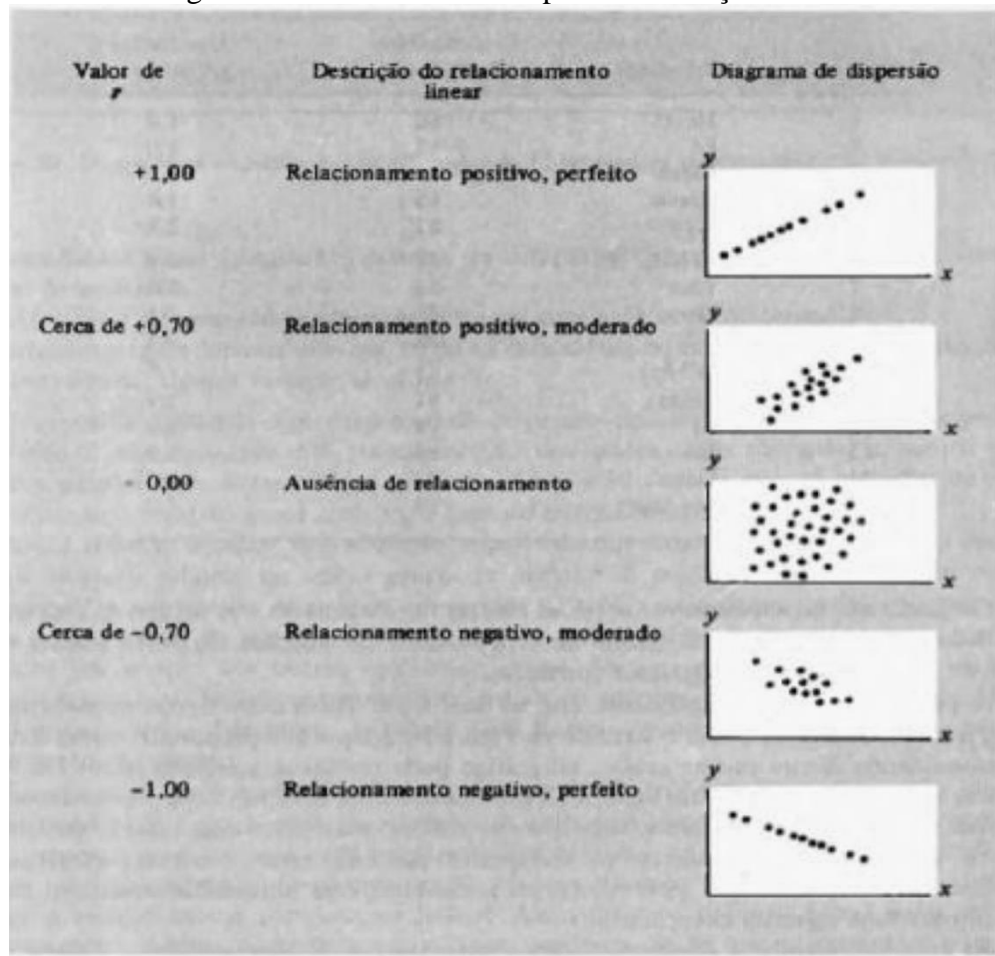 Valor de
r
Descrição do relacionamento
linear
Diagrama de dispersão
+1,00
Relacionamento positivo, perfeito
y
x
Cerca de +0,70
Relacionamento positivo, moderado
y
x
0,00
Ausência de relacionamento
y
x
Cerca de −0,70
Relacionamento negativo, moderado
y
x
−1,00
Relacionamento negativo, perfeito
y
x